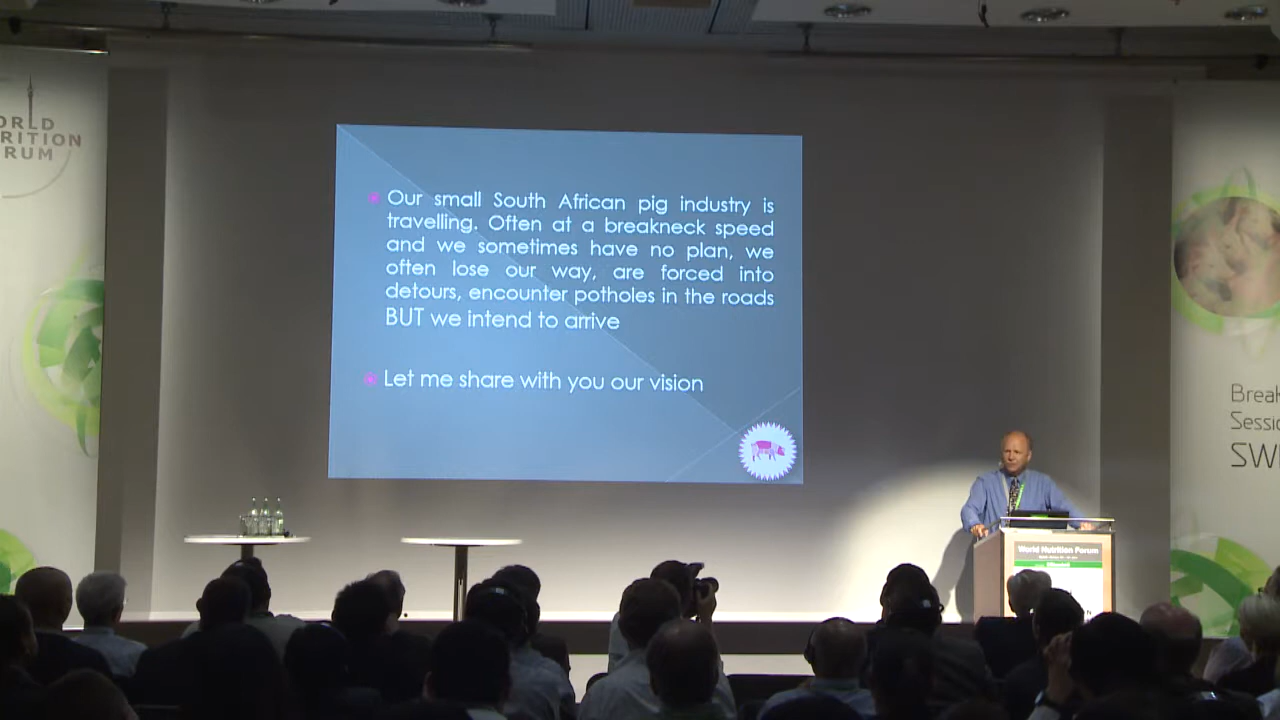 ORLD
RITION
RUM
Our small South African pig industry is
travelling. Often at a breakneck speed
and we sometimes have no plan, we
often lose our way, are forced into
detours, encounter potholes in the roads
BUT we intend to arrive
Let me share with you our vision
Break
Sessio
SWI
World Nutrition Forum